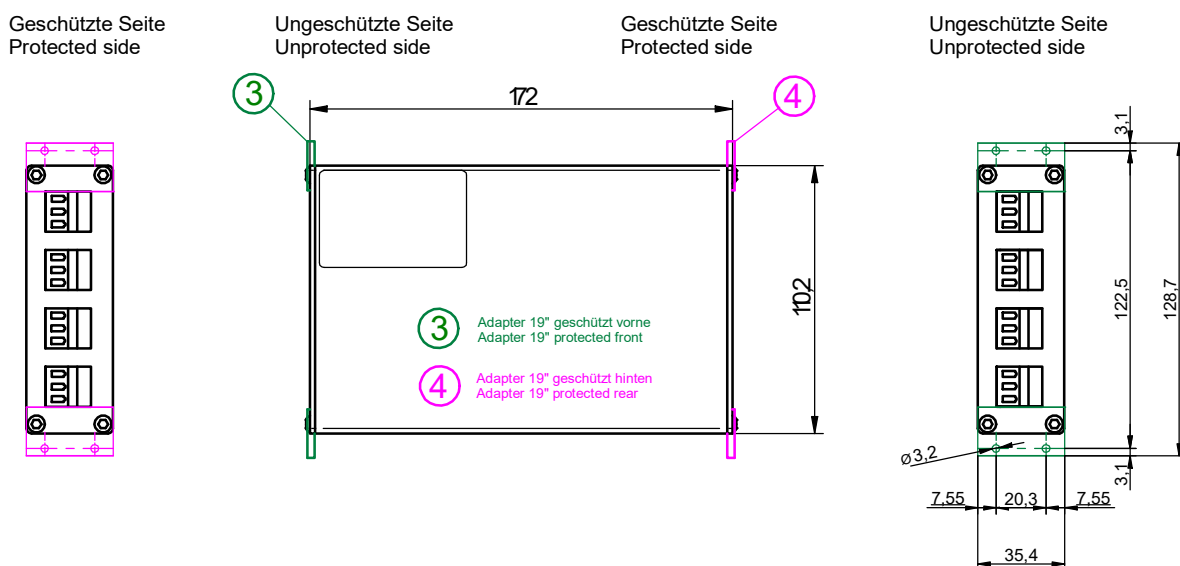 Geschützte Seite
Protected side
Ungeschützte Seite
Unprotected side
Geschützte Seite
Protected side
Ungeschützte Seite
Unprotected side
3
172
4
3,1
110,2
122,5
128,7
3
Adapter 19" geschützt vorne
Adapter 19" protected front
4
Adapter 19" geschützt hinten
Adapter 19" protected rear
ø3,2
3,1
7,55
20,3
7,55
35,4